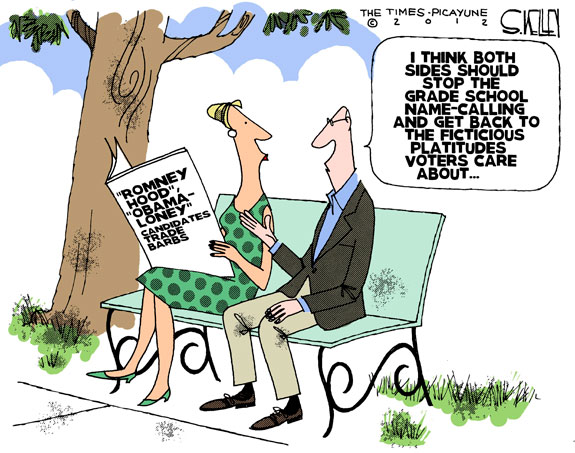 THE TIMES-PICAYUNE
© 2012
S. KELLEY
I THINK BOTH
SIDES SHOULD
STOP THE
GRADE SCHOOL
NAME-CALLING
AND GET BACK TO
THE FICTICIOUS
PLATITUDES
VOTERS CARE
ABOUT...
"ROMNEY
HOOD",
"OBAMA-
LONEY"
CANDIDATES
TRADE
BARBS